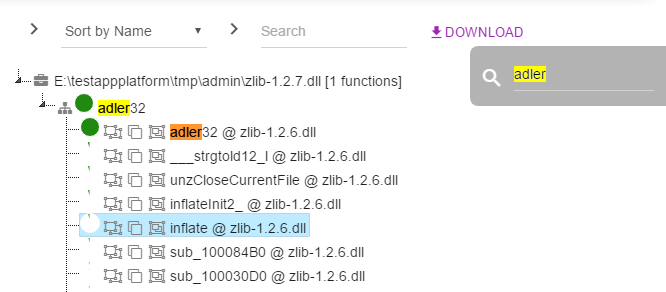 Sort by Name
Search
DOWNLOAD
adler
E:\testappplatform\tmp\admin\zlib-1.2.7.dll [1 functions]
adler32
adler32 @ zlib-1.2.6.dll
___strgtold12_l @ zlib-1.2.6.dll
unzCloseCurrentFile @ zlib-1.2.6.dll
inflateInit2_ @ zlib-1.2.6.dll
inflate @ zlib-1.2.6.dll
sub_100084B0 @ zlib-1.2.6.dll
sub_100030D0 @ zlib-1.2.6.dll